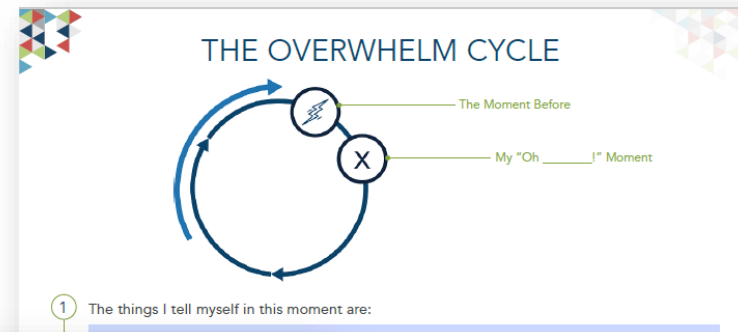 THE OVERWHELM CYCLE
The Moment Before
X
My "Oh _______!" Moment
1
The things I tell myself in this moment are: